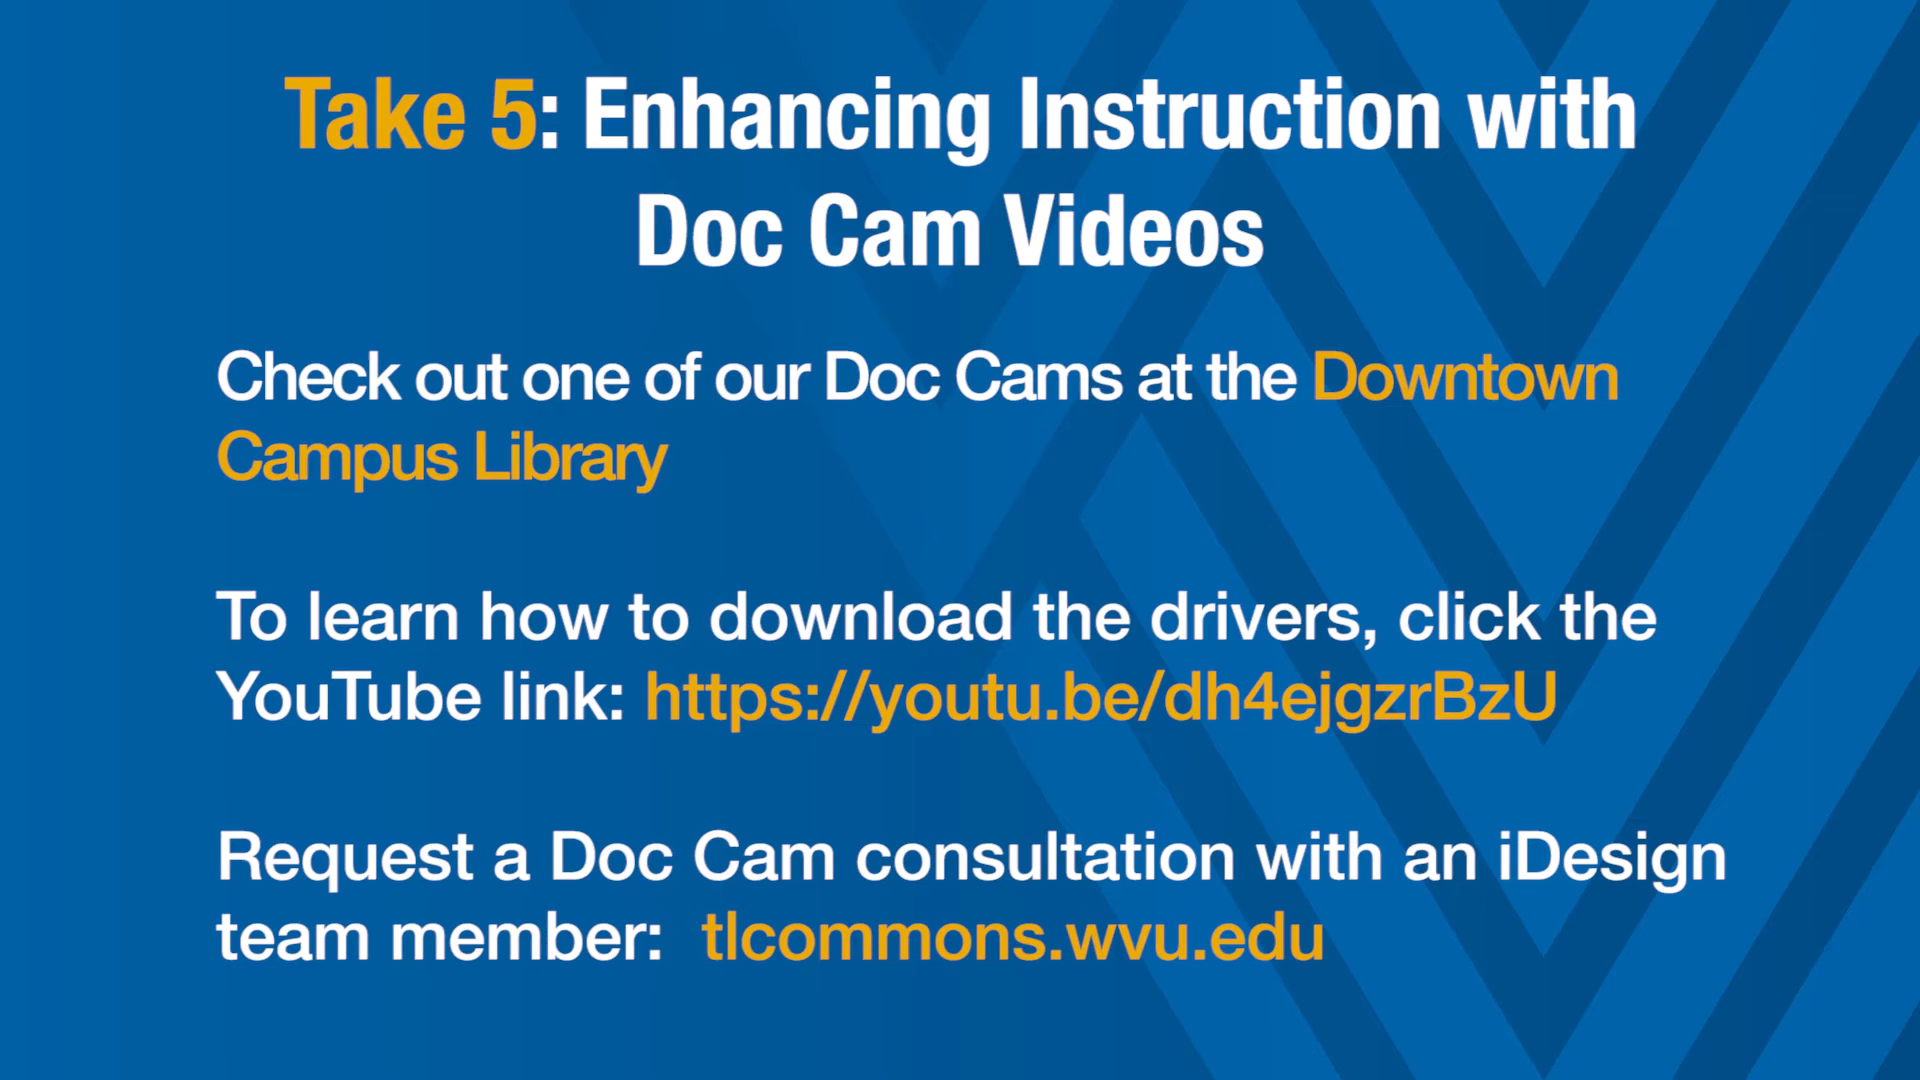 Take 5: Enhancing Instruction with
Doc Cam Videos
Check out one of our Doc Cams at the Downtown
Campus Library
To learn how to download the drivers, click the
YouTube link: https://youtu.be/dh4ejgzrBzU
Request a Doc Cam consultation with an iDesign
team member: tlcommons.wvu.edu